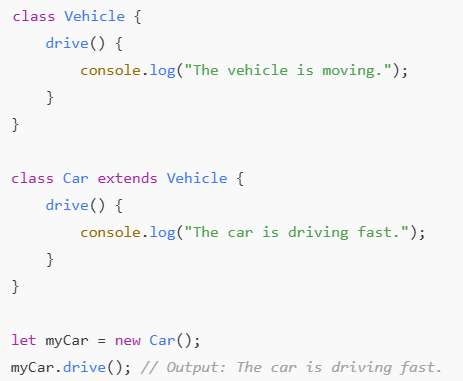 class Vehicle {
    drive() {
        console.log("The vehicle is moving.");
    }
}

class Car extends Vehicle {
    drive() {
        console.log("The car is driving fast.");
    }
}

let myCar = new Car();
myCar.drive(); // Output: The car is driving fast.